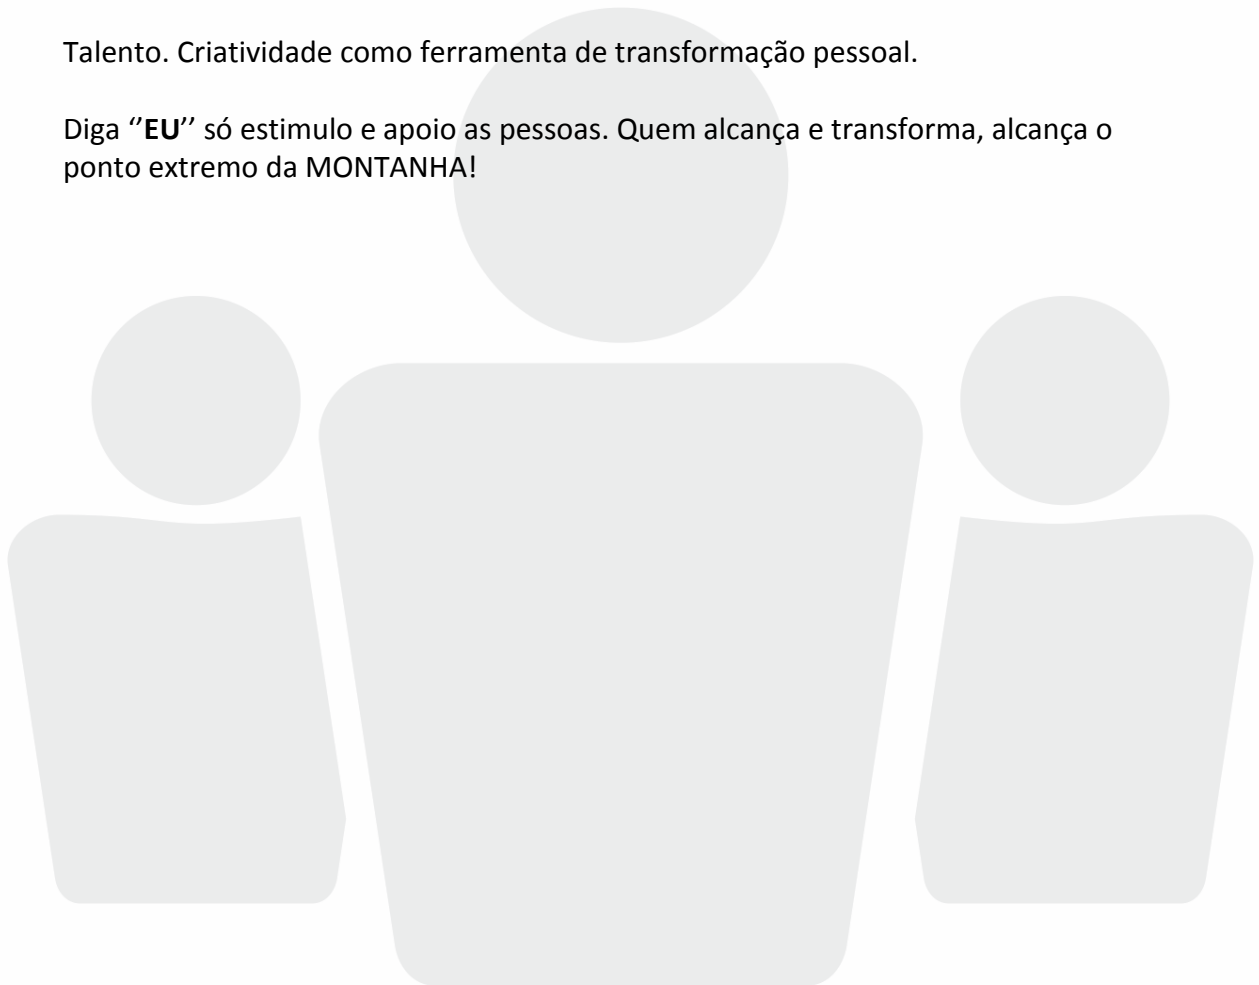 Talento. Criatividade como ferramenta de transformação pessoal.
Diga ‘’EU’’ só estimulo e apoio as pessoas. Quem alcança e transforma, alcança o
ponto extremo da MONTANHA!